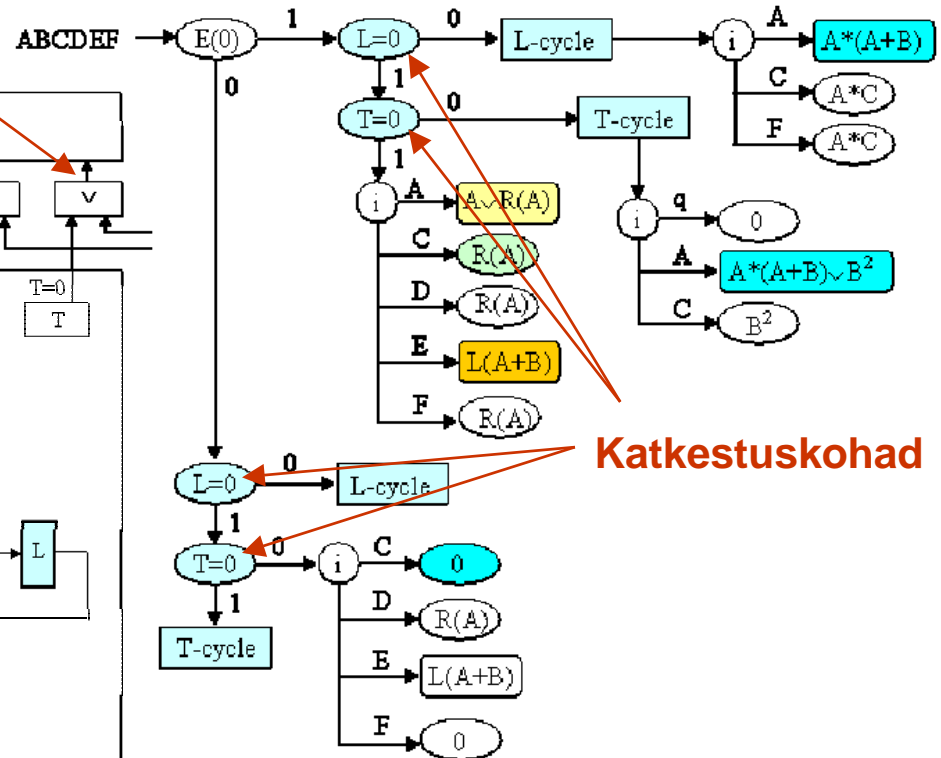 ABCDEF E(0) 1 L=0 0 L-cycle i A A*(A+B)
0 1 C A*C
T=0 0 T-cycle F A*C
1
v
i A A∨R(A) i q 0
C R(A) A A*(A+B)∨B²
T=0 D R(A) C B²
T
E L(A+B)
F R(A)
Katkestuskohad
L=0 0 L-cycle
1
L
T=0 0 i C 0
1 D R(A)
T-cycle E L(A+B)
F 0